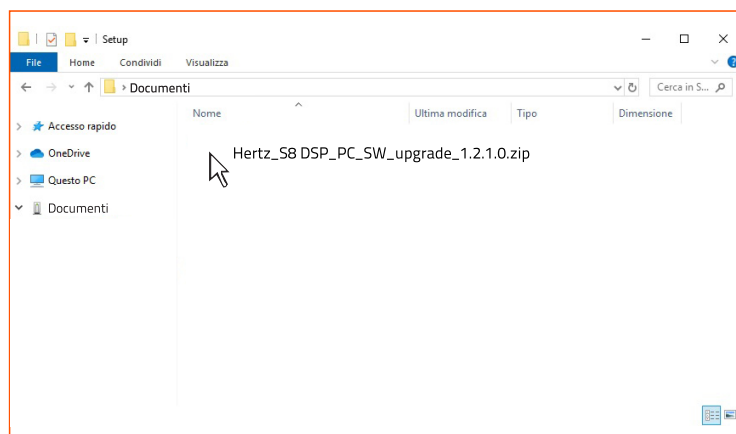 Setup
File Home Condividi Visualizza
Documenti Cerca in S...
Nome Ultima modifica Tipo Dimensione
Accesso rapido
Hertz_S8 DSP_PC_SW_upgrade_1.2.1.0.zip
OneDrive
Questo PC
Documenti